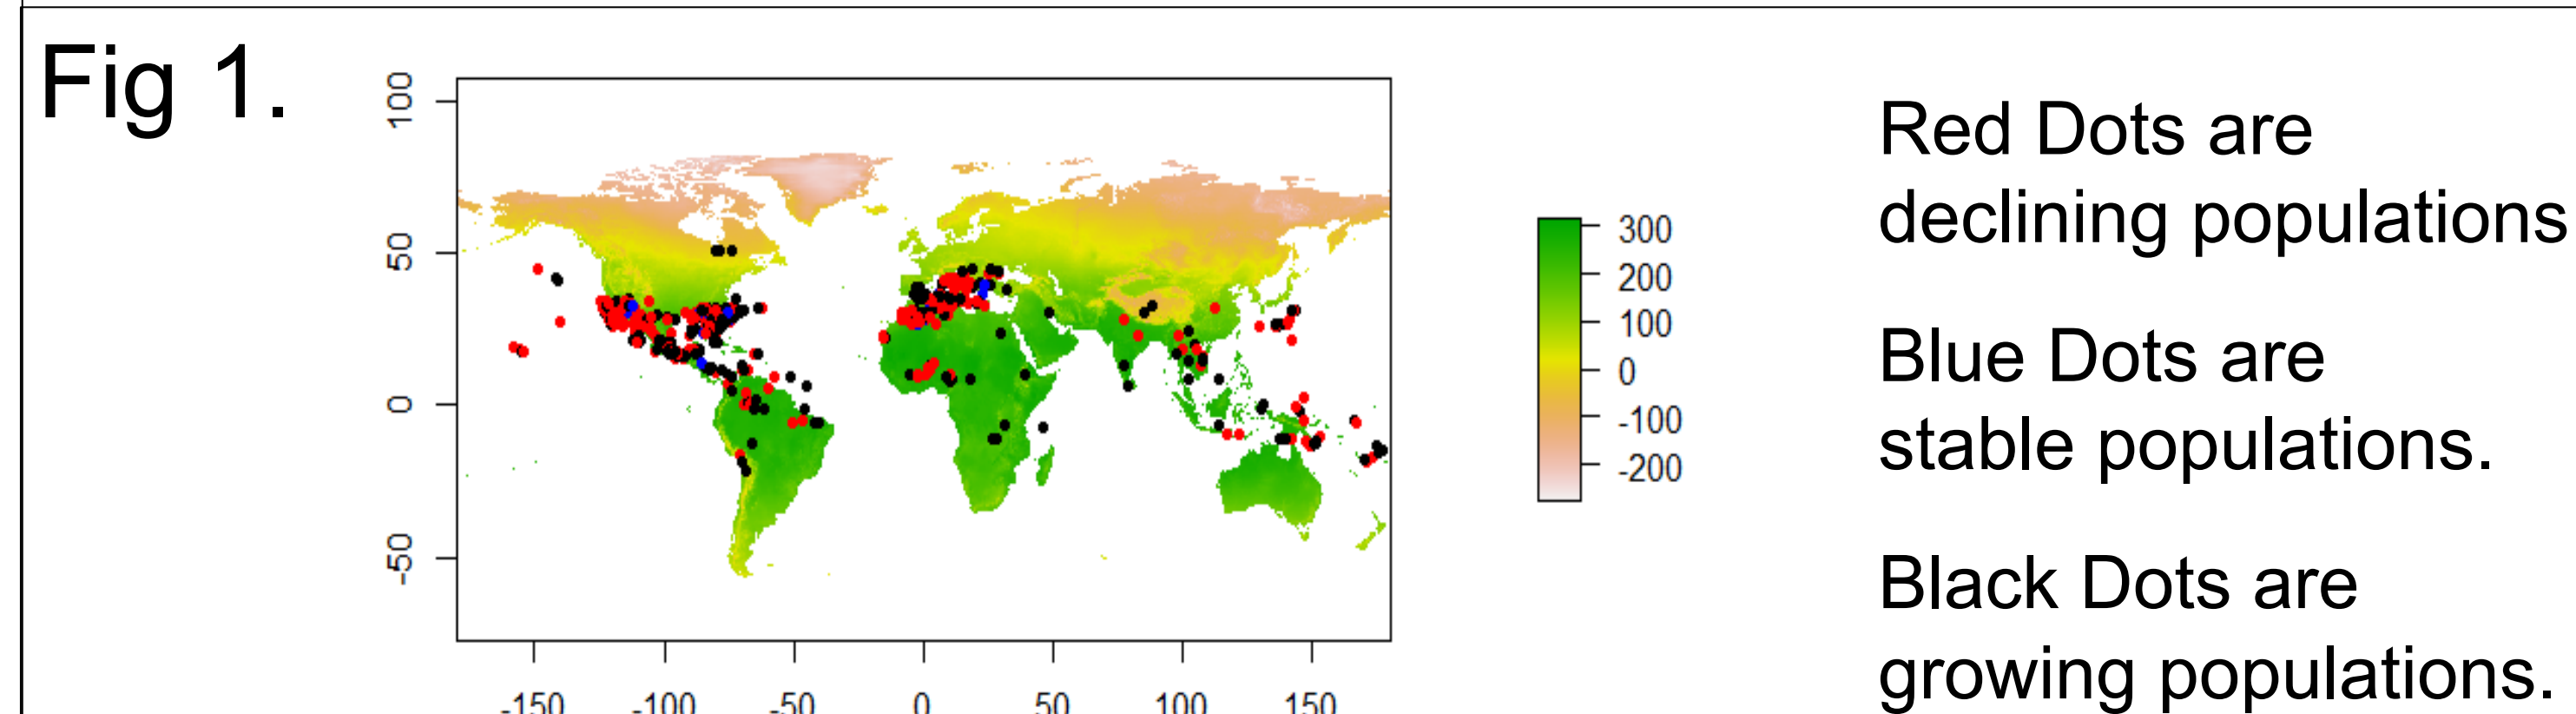 Fig 1.
100
50
0
-50
-150 -100 -50 0 50 100 150
300
200
100
0
-100
-200
Red Dots are
declining populations
Blue Dots are
stable populations.
Black Dots are
growing populations.